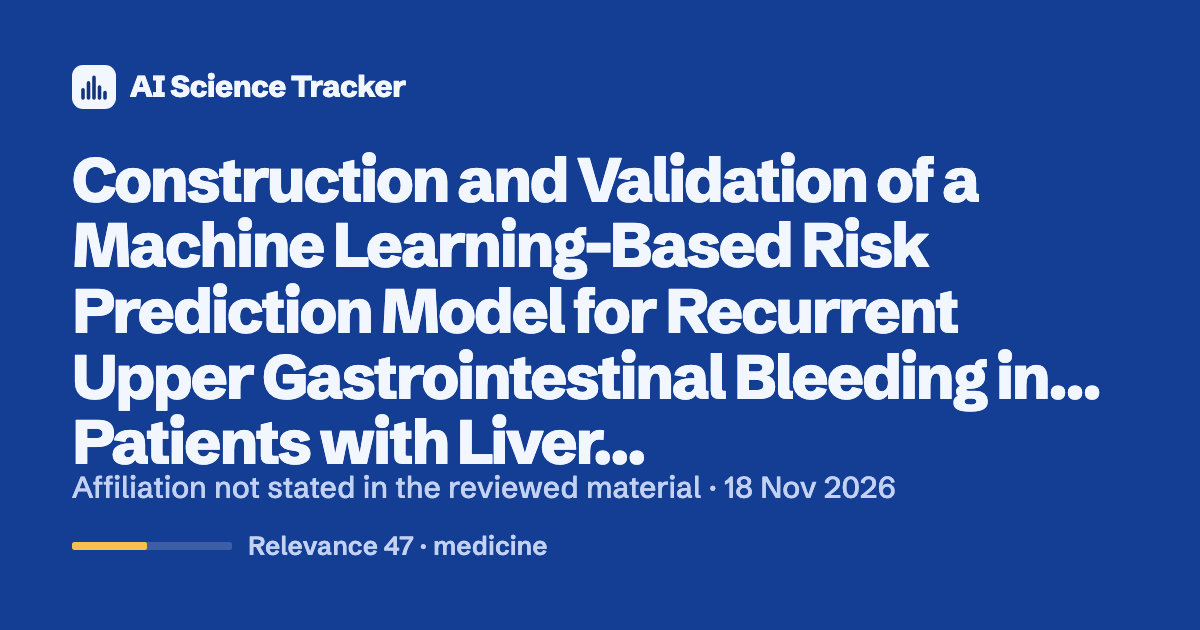 AI Science Tracker
Construction and Validation of a
Machine Learning-Based Risk
Prediction Model for Recurrent
Upper Gastrointestinal Bleeding in...
Patients with Liver...
Affiliation not stated in the reviewed material · 18 Nov 2026
Relevance 47 · medicine